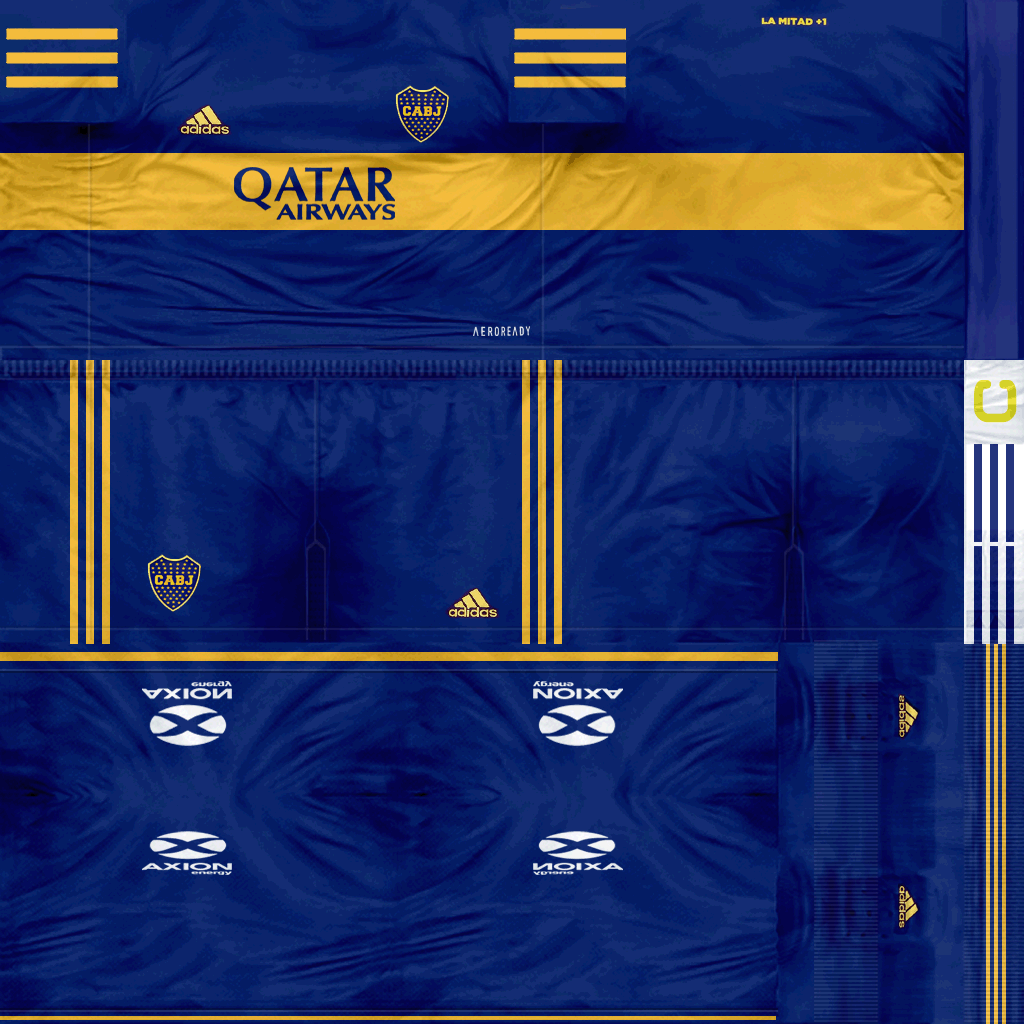 LA MITAD +1
adidas
CABJ
QATAR
AIRWAYS
AEROREADY
C
CABJ
adidas
AXION
energy
AXION
energy
adidas
AXION
energy
AXION
energy
adidas